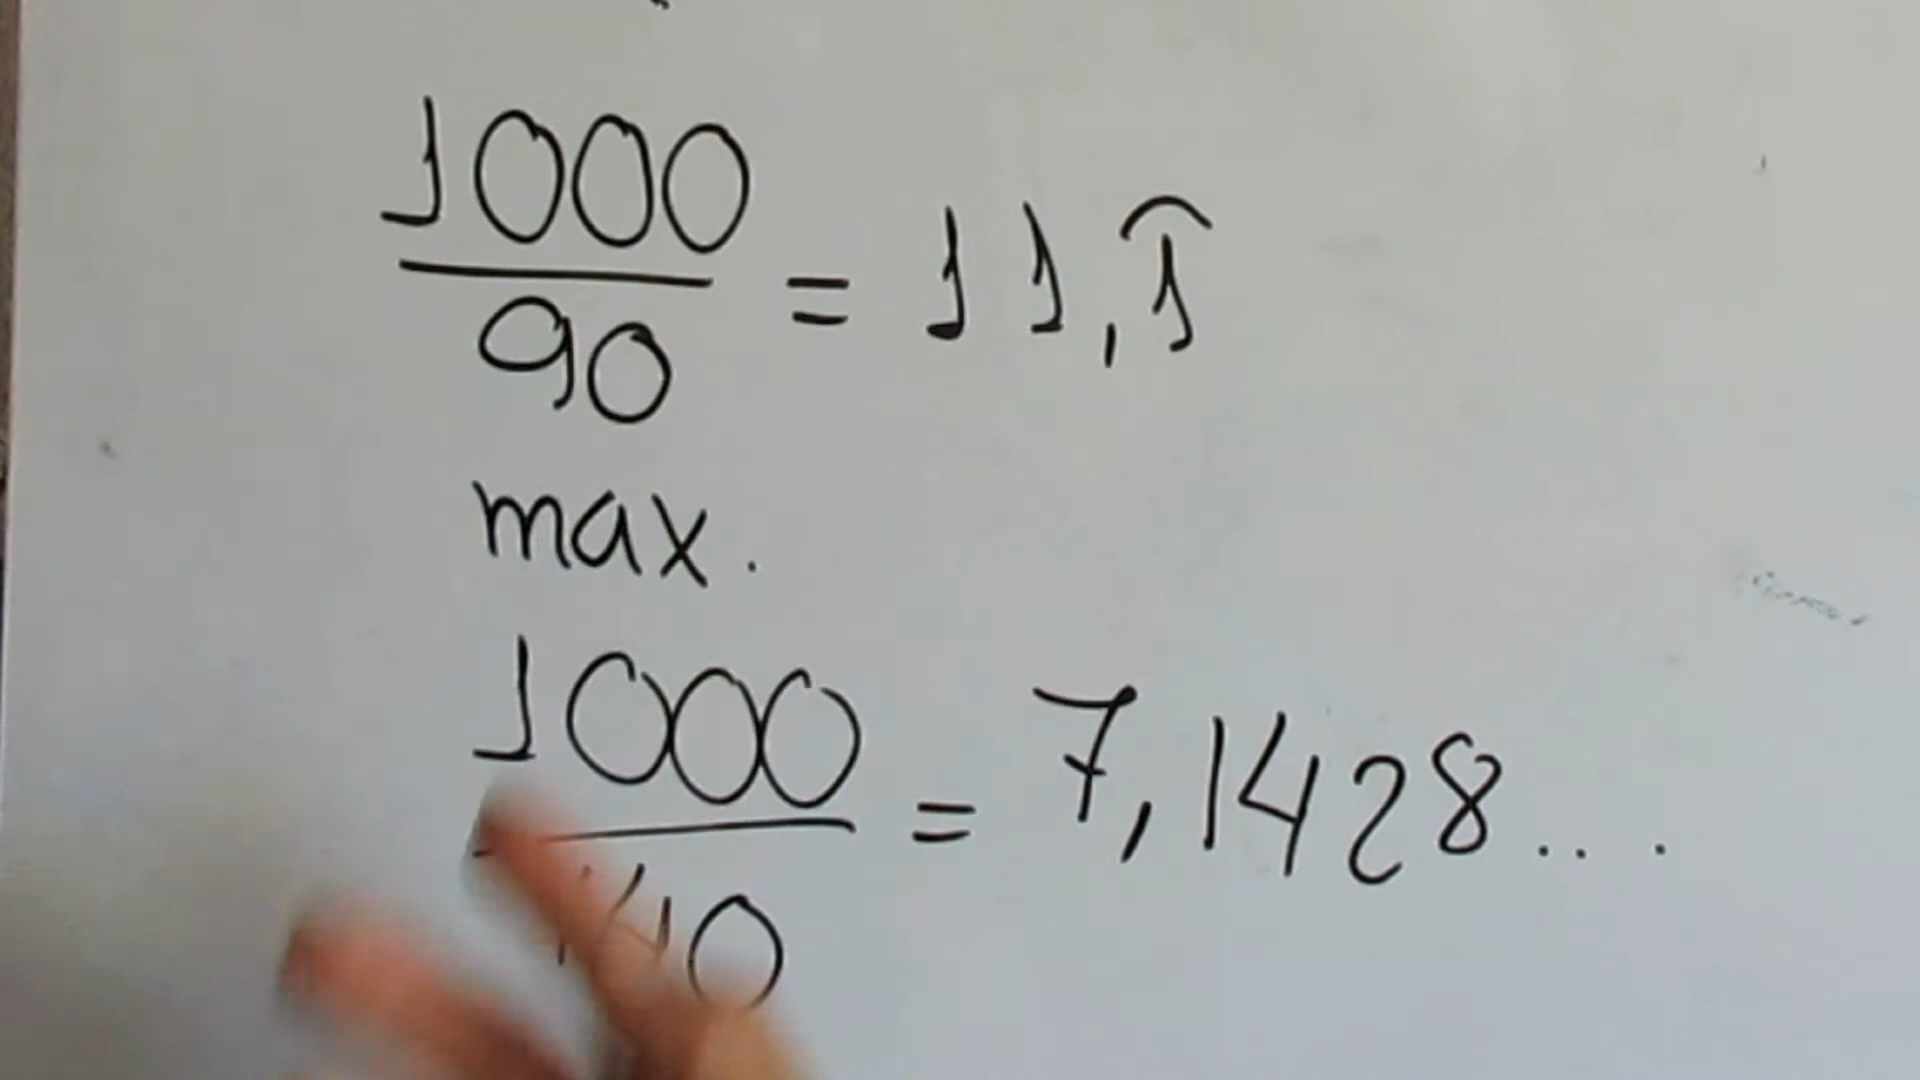 1000
— = 11,1̂
90
max.
1000
— = 7,1428...
140